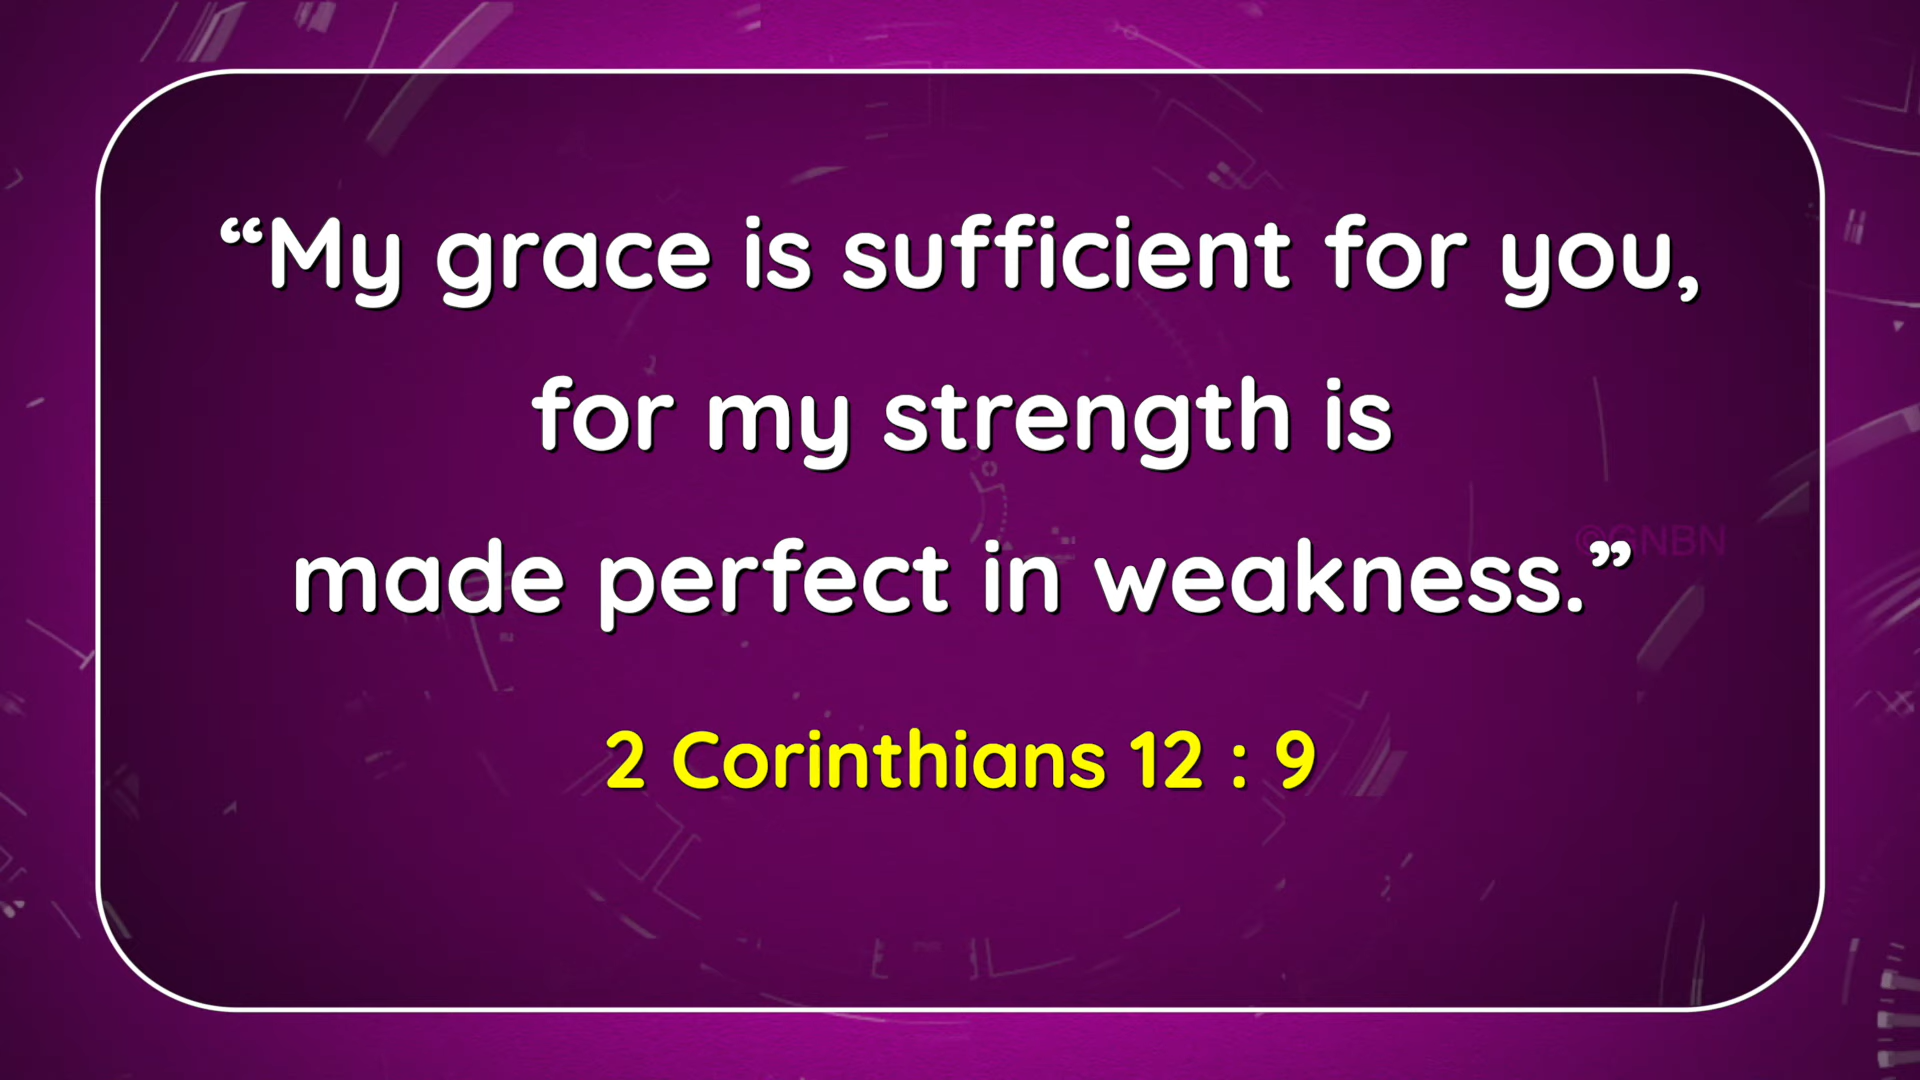 “My grace is sufficient for you,
for my strength is
made perfect in weakness.”
2 Corinthians 12 : 9